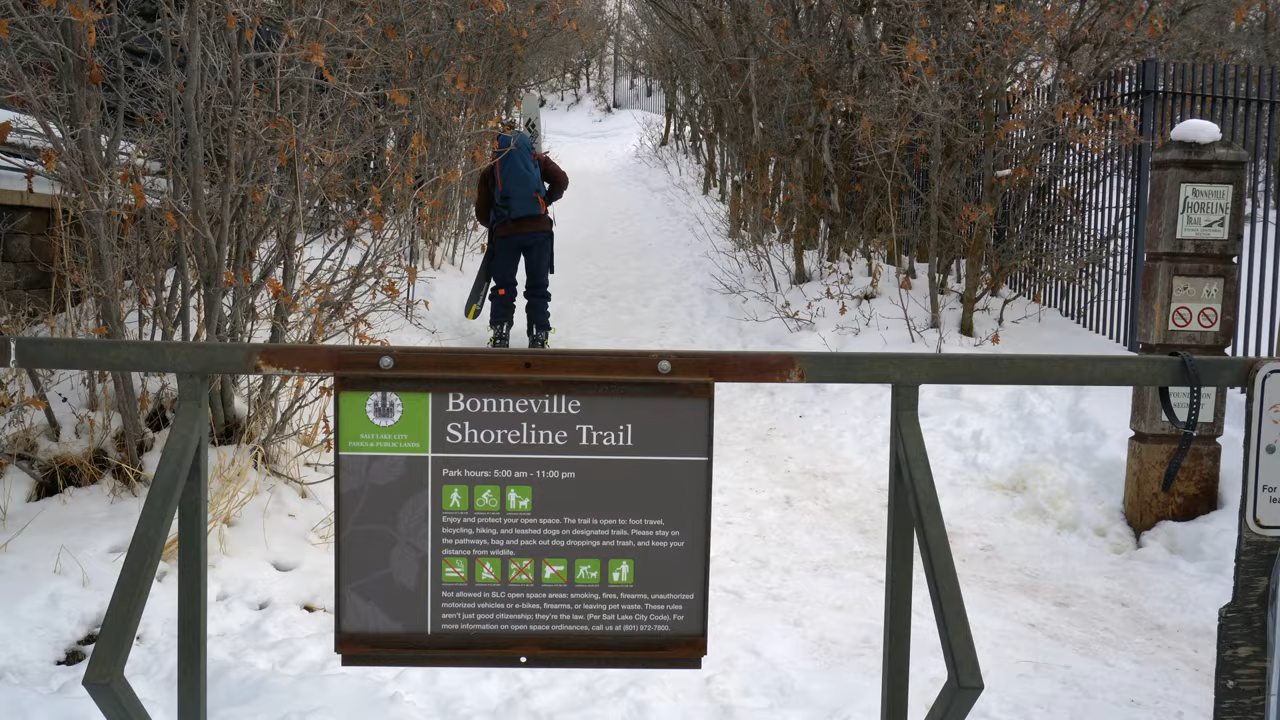 Bonneville
Shoreline Trail
SALT LAKE CITY
PARKS & PUBLIC LANDS
Park hours: 5:00 am - 11:00 pm
Enjoy and protect your open space. The trail is open to: foot travel,
bicycling, hiking, and leashed dogs on designated trails. Please stay on
the pathways, bag and pack out dog droppings and trash, and keep your
distance from wildlife.
Not allowed in SLC open space areas: smoking, fires, firearms, unauthorized
motorized vehicles or e-bikes, firearms, or leaving pet waste. These rules
aren't just good citizenship; they're the law. (Per Salt Lake City Code). For
more information on open space ordinances, call us at (801) 972-7800.
BONNEVILLE
SHORELINE
TRAIL
FOUNDATION
SEGMENT
For
lea